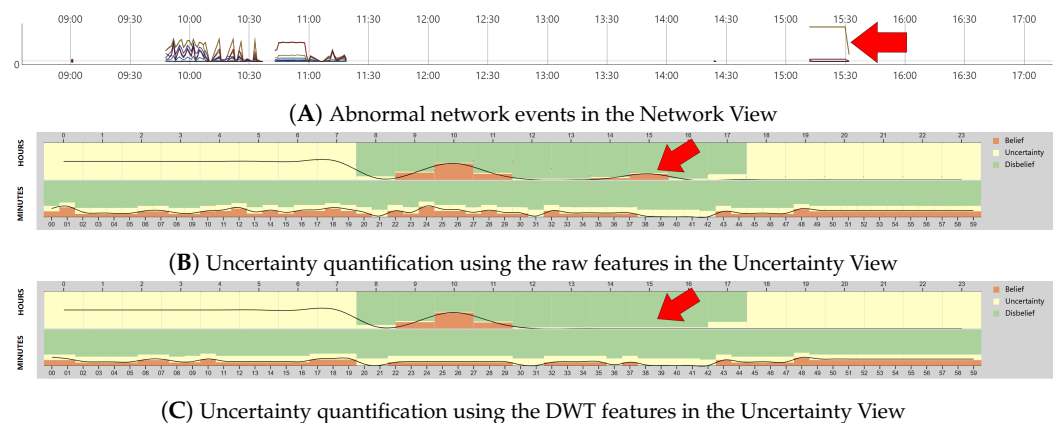 09:00 09:30 10:00 10:30 11:00 11:30 12:00 12:30 13:00 13:30 14:00 14:30 15:00 15:30 16:00 16:30 17:00
0
09:00 09:30 10:00 10:30 11:00 11:30 12:00 12:30 13:00 13:30 14:00 14:30 15:00 15:30 16:00 16:30 17:00
(A) Abnormal network events in the Network View
0 1 2 3 4 5 6 7 8 9 10 11 12 13 14 15 16 17 18 19 20 21 22 23
HOURS
Belief
Uncertainty
Disbelief
MINUTES
00 01 02 03 04 05 06 07 08 09 10 11 12 13 14 15 16 17 18 19 20 21 22 23 24 25 26 27 28 29 30 31 32 33 34 35 36 37 38 39 40 41 42 43 44 45 46 47 48 49 50 51 52 53 54 55 56 57 58 59
(B) Uncertainty quantification using the raw features in the Uncertainty View
0 1 2 3 4 5 6 7 8 9 10 11 12 13 14 15 16 17 18 19 20 21 22 23
HOURS
Belief
Uncertainty
Disbelief
MINUTES
00 01 02 03 04 05 06 07 08 09 10 11 12 13 14 15 16 17 18 19 20 21 22 23 24 25 26 27 28 29 30 31 32 33 34 35 36 37 38 39 40 41 42 43 44 45 46 47 48 49 50 51 52 53 54 55 56 57 58 59
(C) Uncertainty quantification using the DWT features in the Uncertainty View